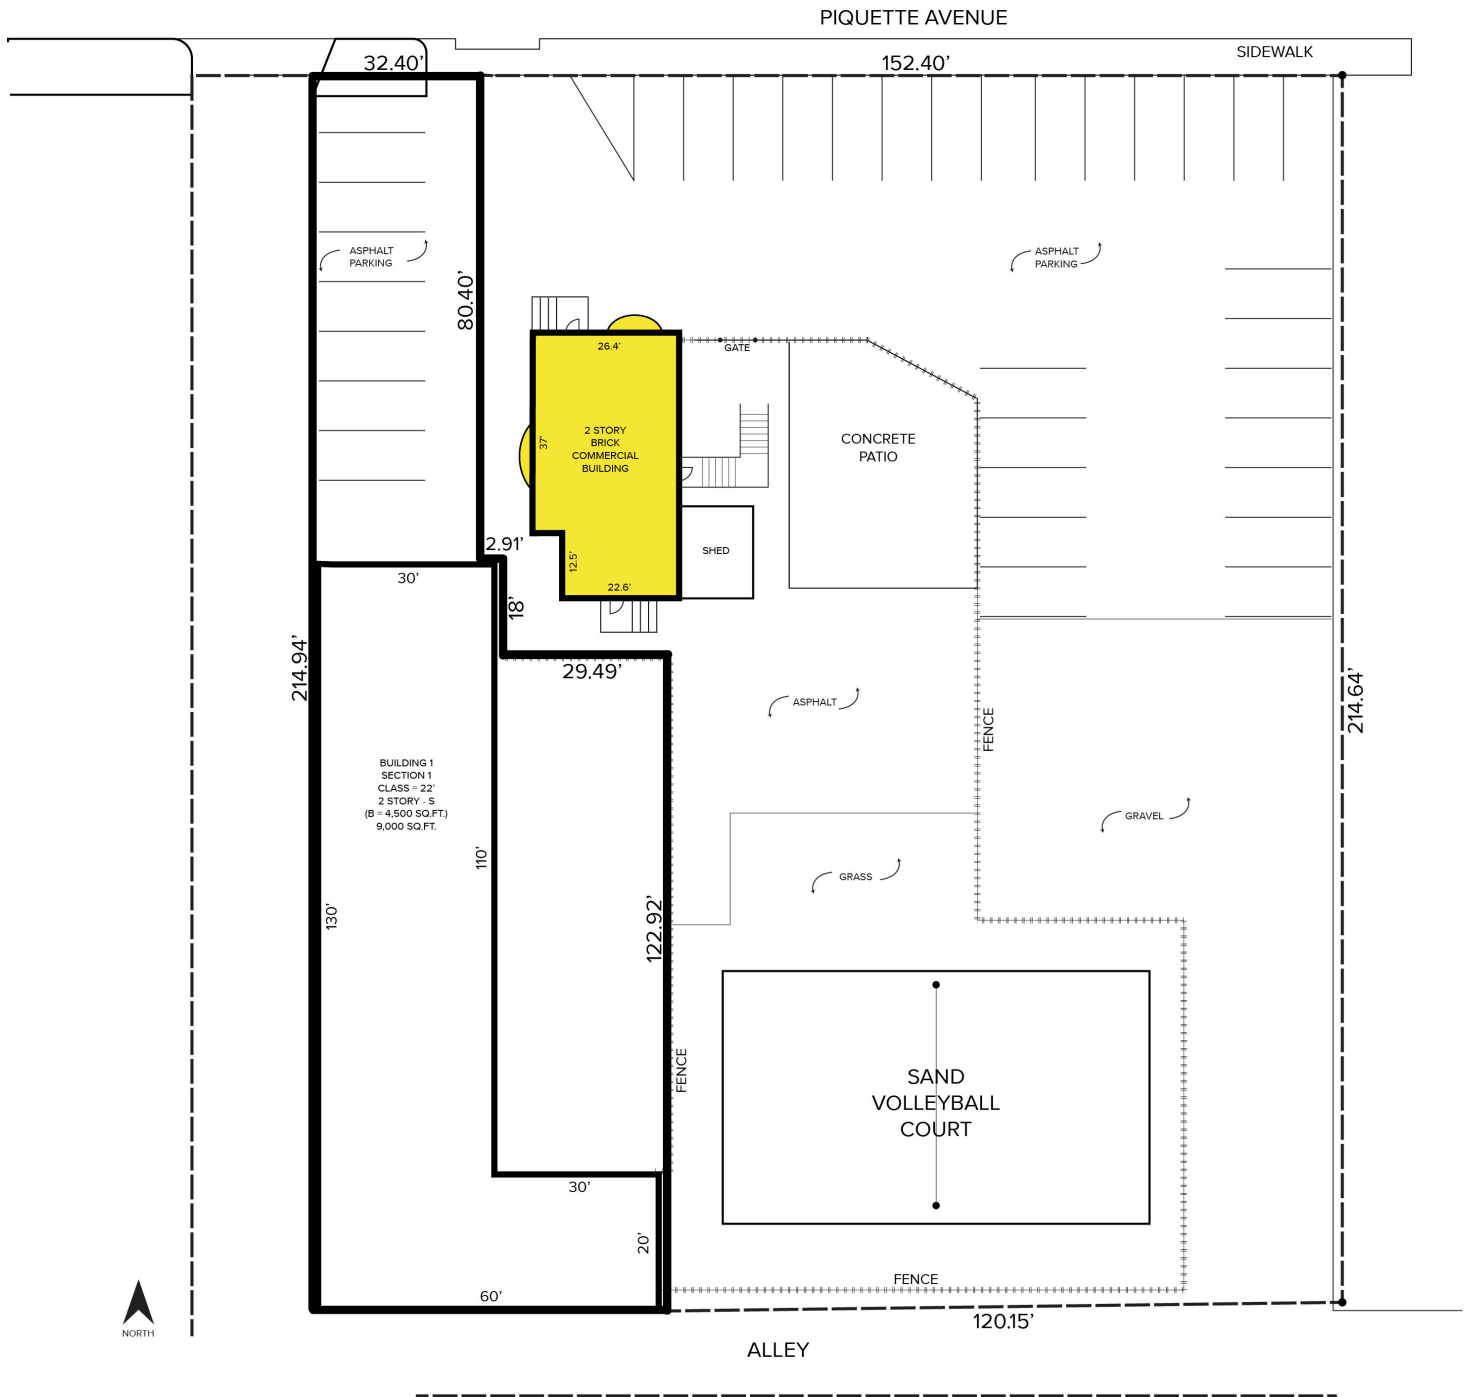 PIQUETTE AVENUE
SIDEWALK
32.40’
152.40’
ASPHALT
PARKING
ASPHALT
PARKING
80.40’
26.4’
GATE
37’
2 STORY
BRICK
COMMERCIAL
BUILDING
CONCRETE
PATIO
2.91’
SHED
12.5’
30’
22.6’
18’
214.94’
29.49’
214.64’
ASPHALT
FENCE
BUILDING 1
SECTION 1
CLASS = 22’
2 STORY - S
(B = 4,500 SQ.FT.)
9,000 SQ.FT.
GRAVEL
110’
GRASS
130’
122.92’
FENCE
SAND
VOLLEYBALL
COURT
30’
20’
FENCE
60’
120.15’
NORTH
ALLEY